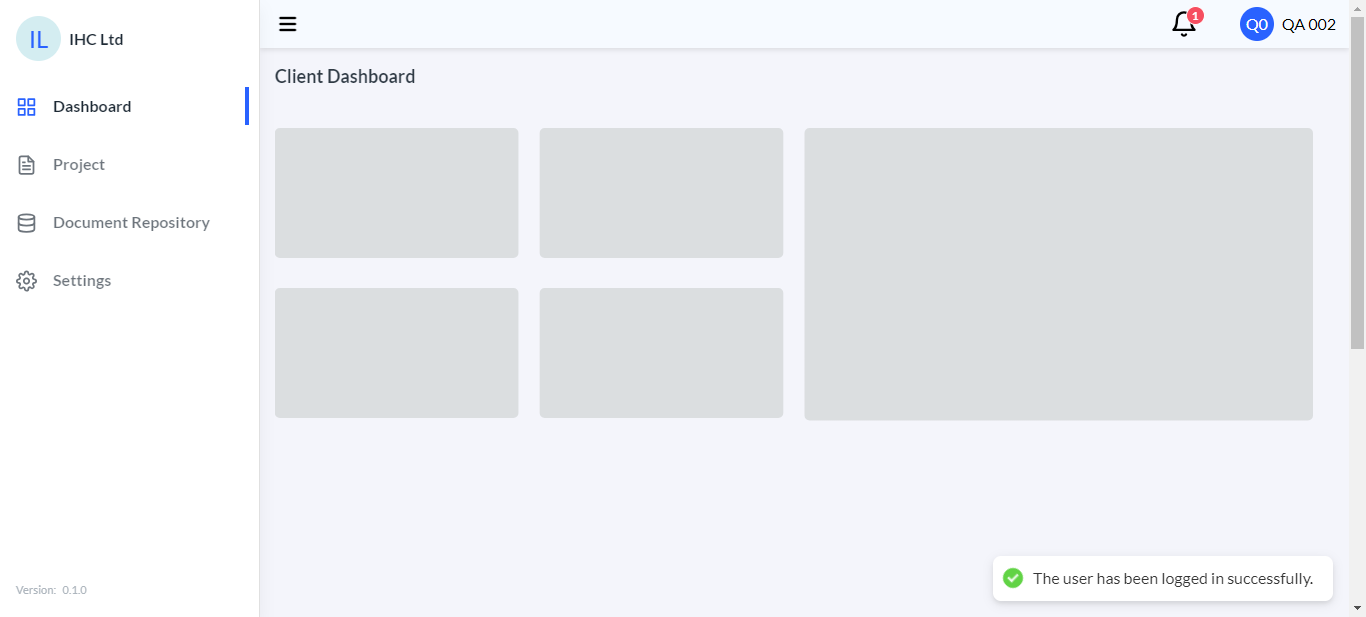 IL
IHC Ltd
Dashboard
Project
Document Repository
Settings
Version: 0.1.0
1
Q0
QA 002
Client Dashboard
The user has been logged in successfully.